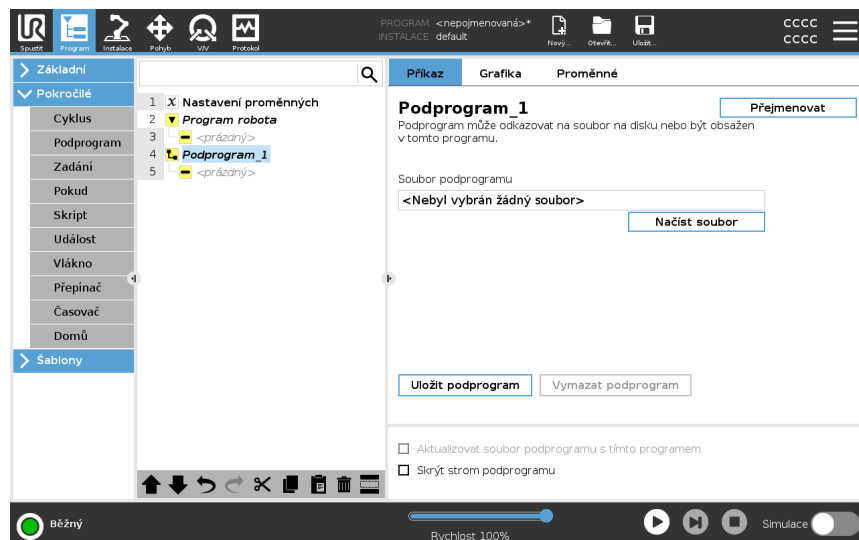 PROGRAM <nepojmenovaná>*
INSTALACE default
Spustit Program Instalace Pohyb V/V Protokol Nový... Otevřít... Uložit...
CCCC
CCCC
Základní
Pokročilé
Cyklus
Podprogram
Zadání
Pokud
Skript
Událost
Vlákno
Přepínač
Časovač
Domů
Šablony
1 X Nastavení proměnných
2 Program robota
3 <prázdný>
4 Podprogram_1
5 <prázdný>
Příkaz Grafika Proměnné
Podprogram_1 Přejmenovat
Podprogram může odkazovat na soubor na disku nebo být obsažen
v tomto programu.
Soubor podprogramu
<Nebyl vybrán žádný soubor>
Načíst soubor
Uložit podprogram Vymazat podprogram
Aktualizovat soubor podprogramu s tímto programem
Skrýt strom podprogramu
Běžný
Rychlost 100%
Simulace